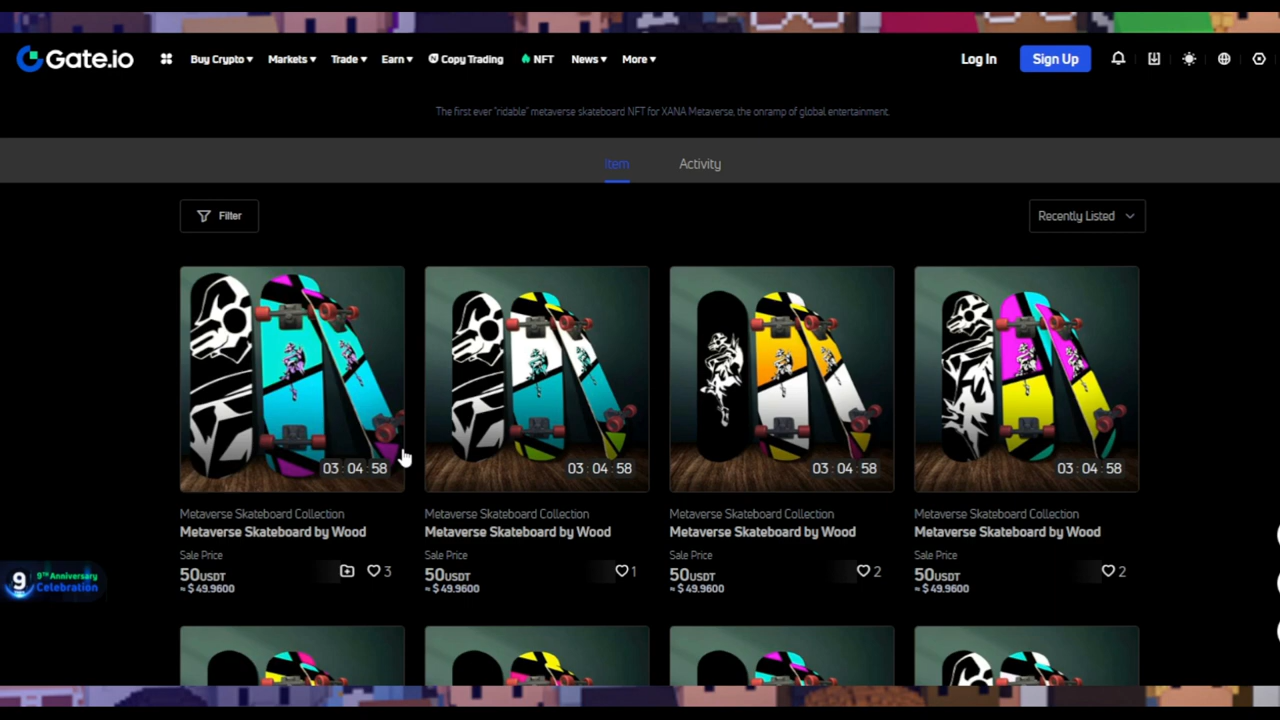 Gate.io Buy Crypto Markets Trade Earn Copy Trading NFT News More Log In Sign Up
The first ever "ridable" metaverse skateboard NFT for XANA Metaverse, the onramp of global entertainment.
Item Activity
Filter Recently Listed
03 : 04 : 58 03 : 04 : 58 03 : 04 : 58 03 : 04 : 58
Metaverse Skateboard Collection Metaverse Skateboard Collection Metaverse Skateboard Collection Metaverse Skateboard Collection
Metaverse Skateboard by Wood Metaverse Skateboard by Wood Metaverse Skateboard by Wood Metaverse Skateboard by Wood
Sale Price Sale Price Sale Price Sale Price
50USDT 3 50USDT 1 50USDT 2 50USDT 2
≈ $ 49.9600 ≈ $ 49.9600 ≈ $ 49.9600 ≈ $ 49.9600
9 9th Anniversary
Celebration